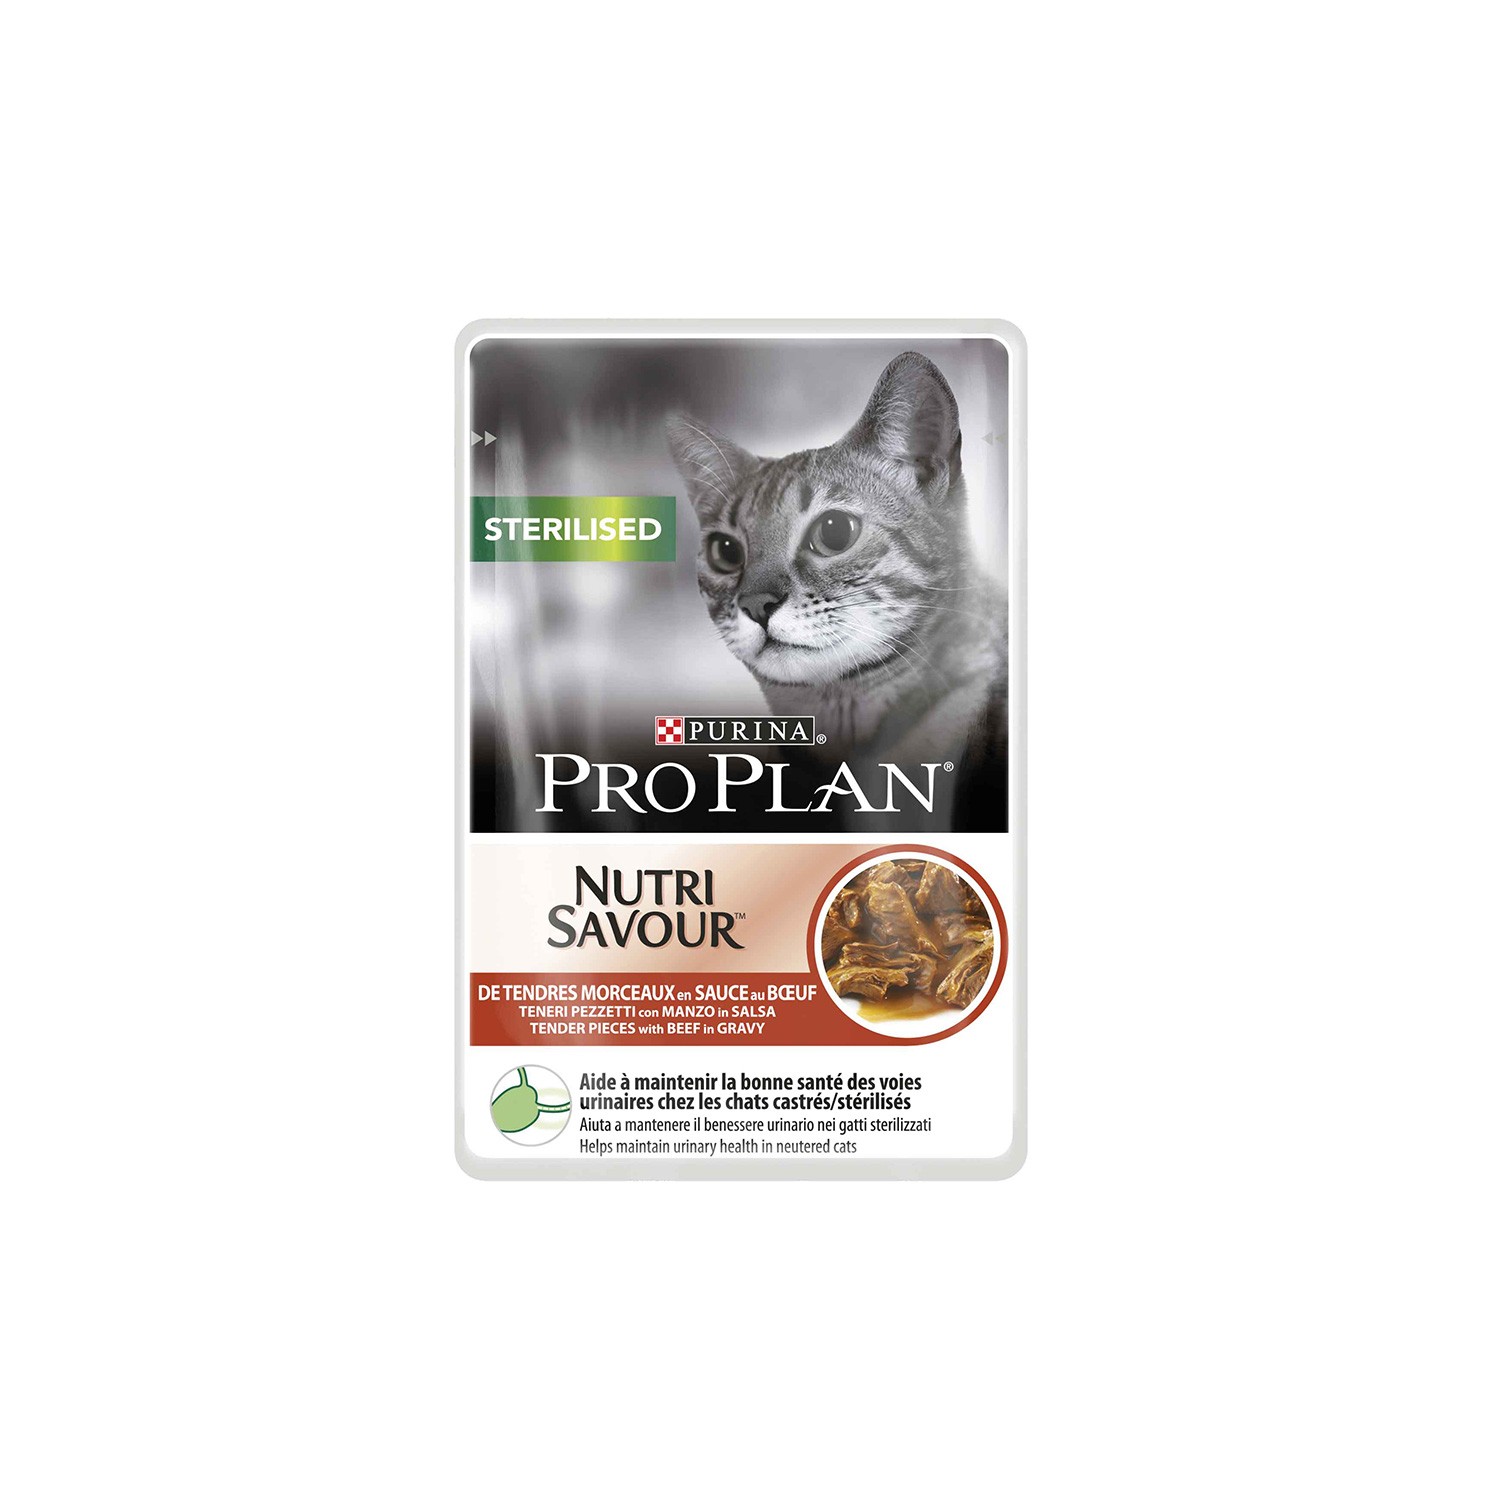 STERILISED
PURINA®
PRO PLAN®
NUTRI
SAVOUR™
DE TENDRES MORCEAUX en SAUCE au BŒUF
TENERI PEZZETTI con MANZO in SALSA
TENDER PIECES with BEEF in GRAVY
Aide à maintenir la bonne santé des voies
urinaires chez les chats castrés/stérilisés
Aiuta a mantenere il benessere urinario nei gatti sterilizzati
Helps maintain urinary health in neutered cats